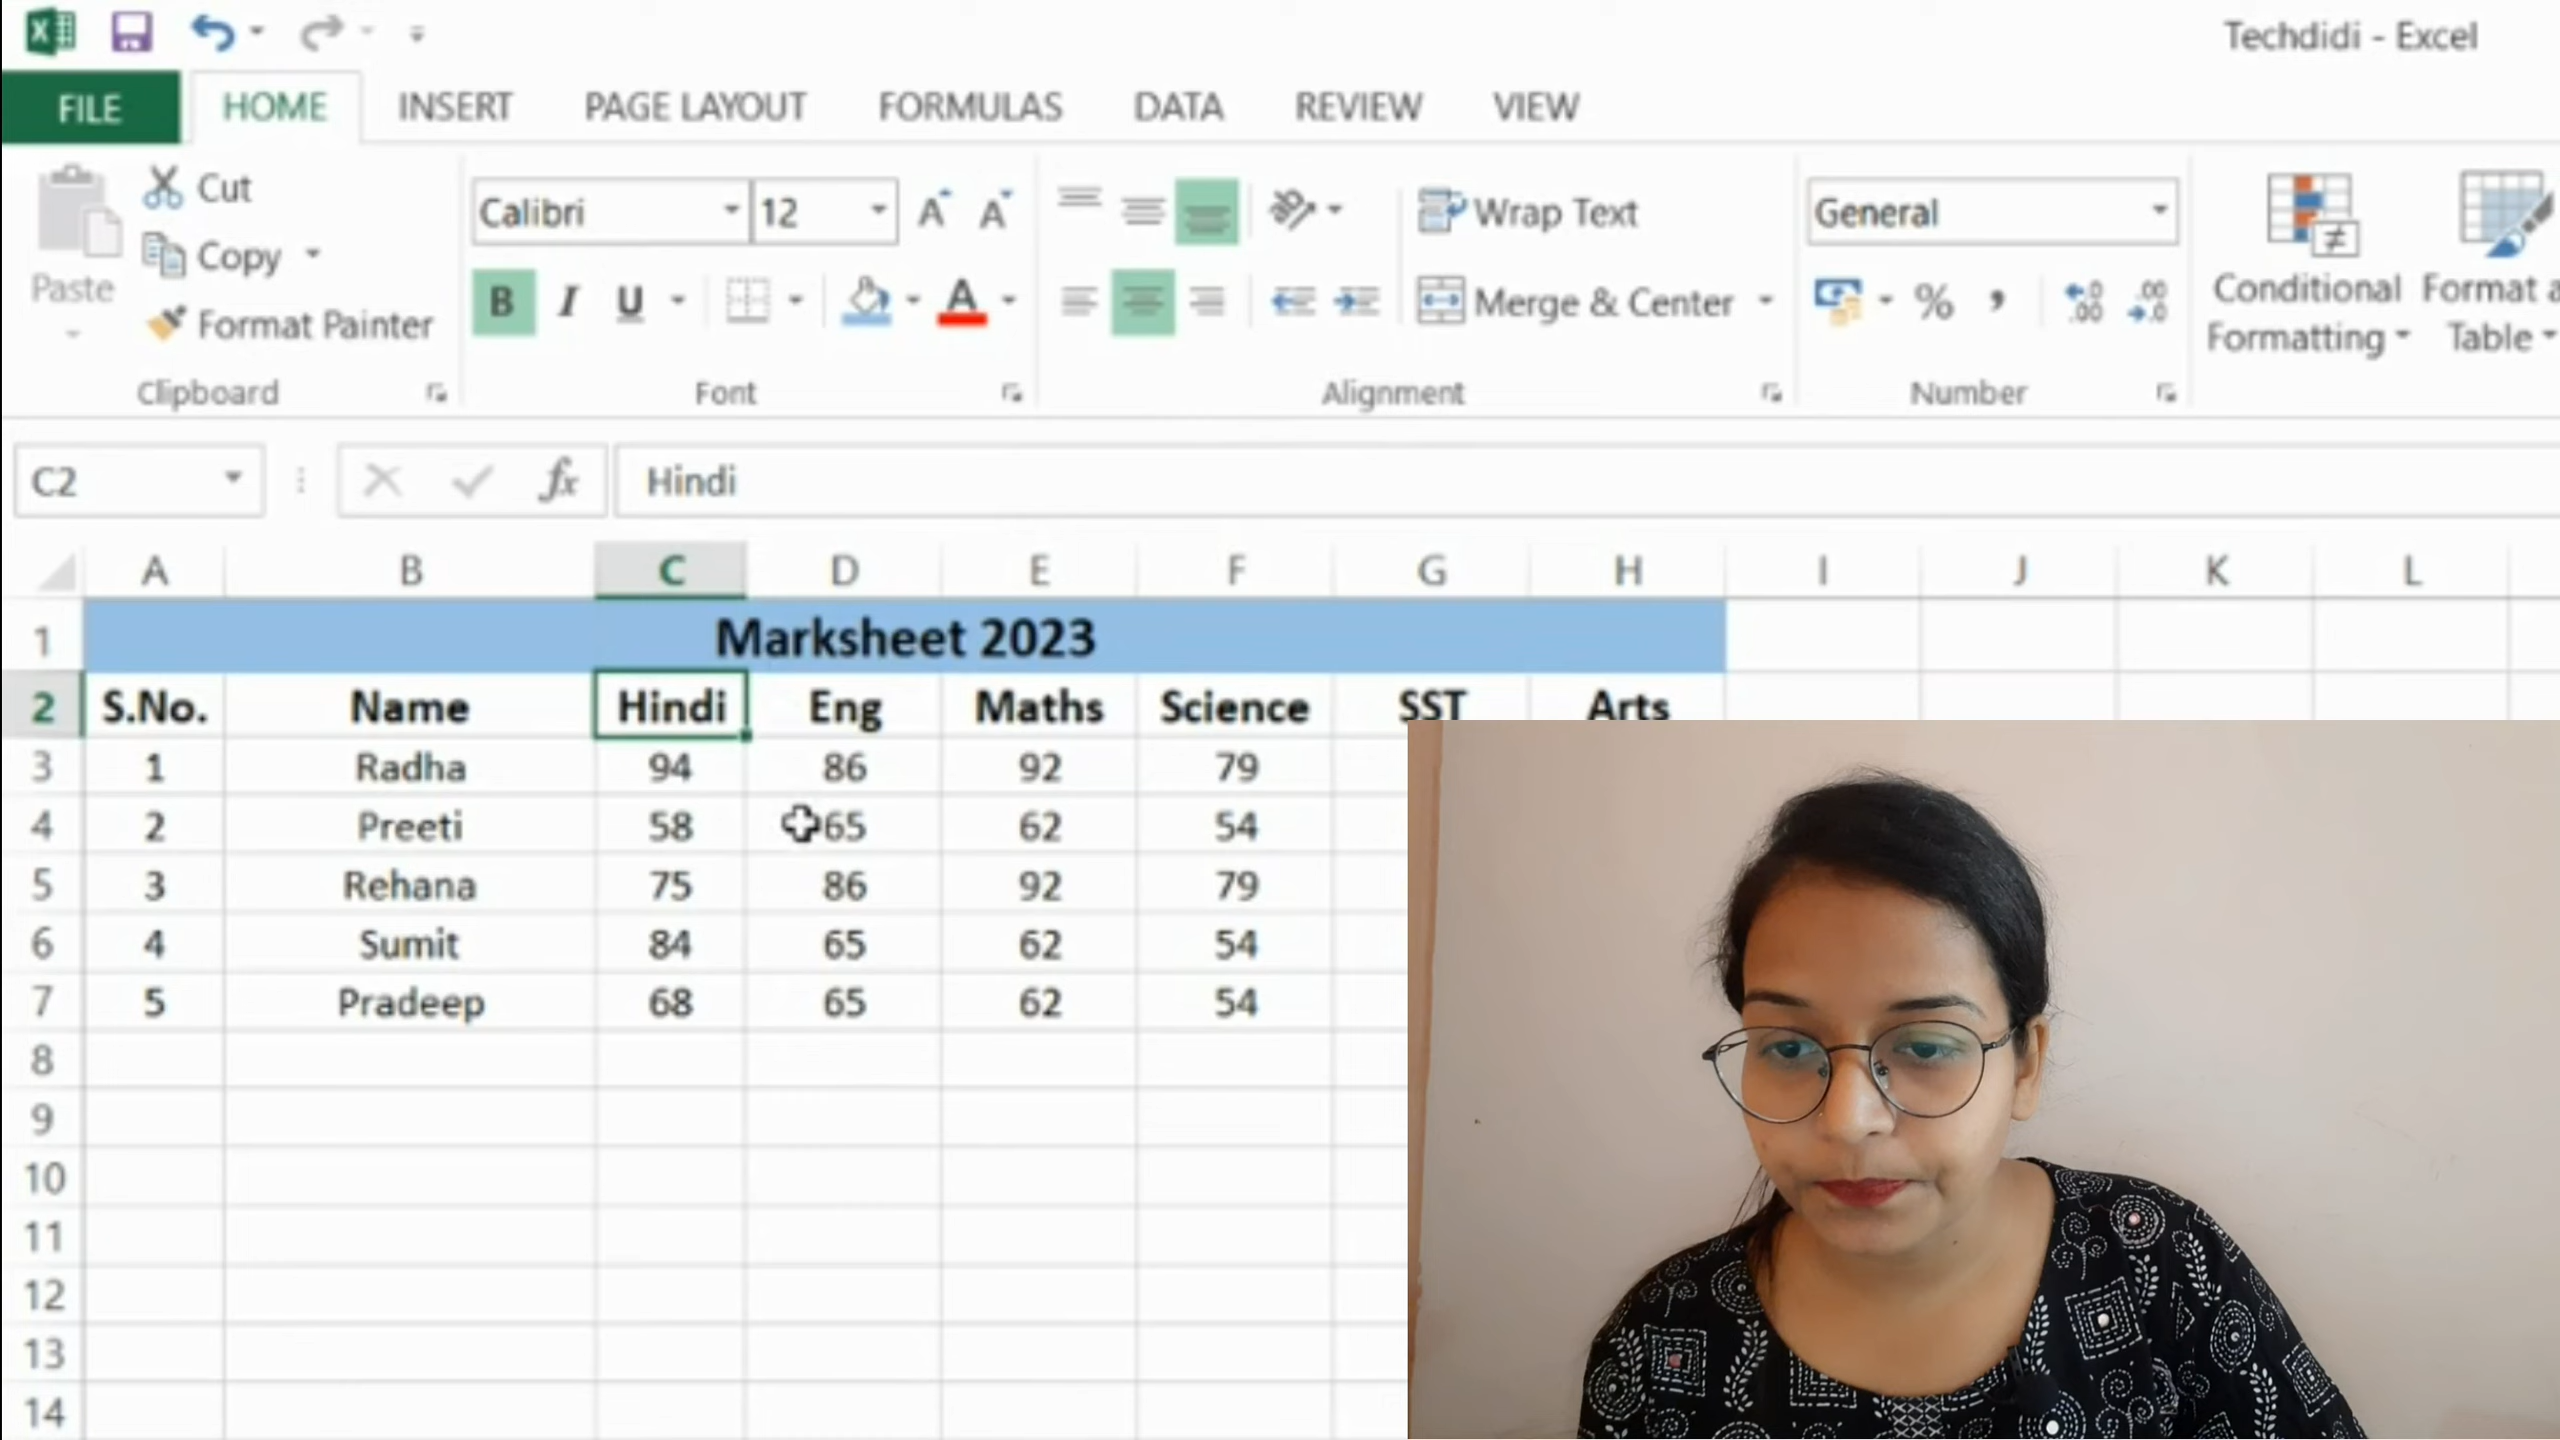 Techdidi - Excel
FILE HOME INSERT PAGE LAYOUT FORMULAS DATA REVIEW VIEW
Paste
Cut
Copy
Format Painter
Clipboard
Calibri 12
B I U A
Font
Wrap Text
Merge & Center
Alignment
General
% ,
Number
Conditional Formatting
Format a
Table
C2 fx Hindi
A B C D E F G H I J K L
1 Marksheet 2023
2 S.No. Name Hindi Eng Maths Science SST Arts
3 1 Radha 94 86 92 79
4 2 Preeti 58 65 62 54
5 3 Rehana 75 86 92 79
6 4 Sumit 84 65 62 54
7 5 Pradeep 68 65 62 54
8
9
10
11
12
13
14